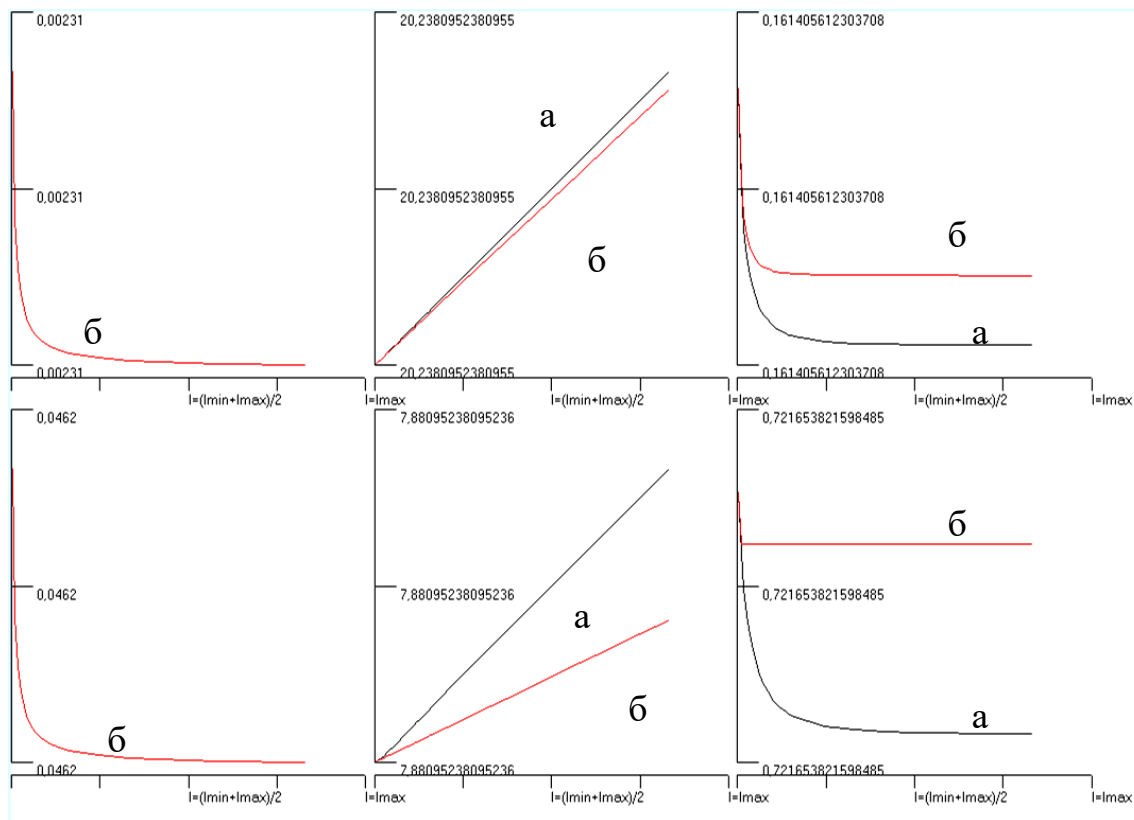 0,00231 20,2380952380955 0,161405612303708
а
0,00231 20,2380952380955 0,161405612303708
б б
б а
0,00231 20,2380952380955 0,161405612303708
I=(Imin+Imax)/2 I=Imax I=(Imin+Imax)/2 I=Imax I=(Imin+Imax)/2 I=Imax
0,0462 7,88095238095236 0,721653821598485
б
0,0462 7,88095238095236 0,721653821598485
а
б б а
0,0462 7,88095238095236 0,721653821598485
I=(Imin+Imax)/2 I=Imax I=(Imin+Imax)/2 I=Imax I=(Imin+Imax)/2 I=Imax